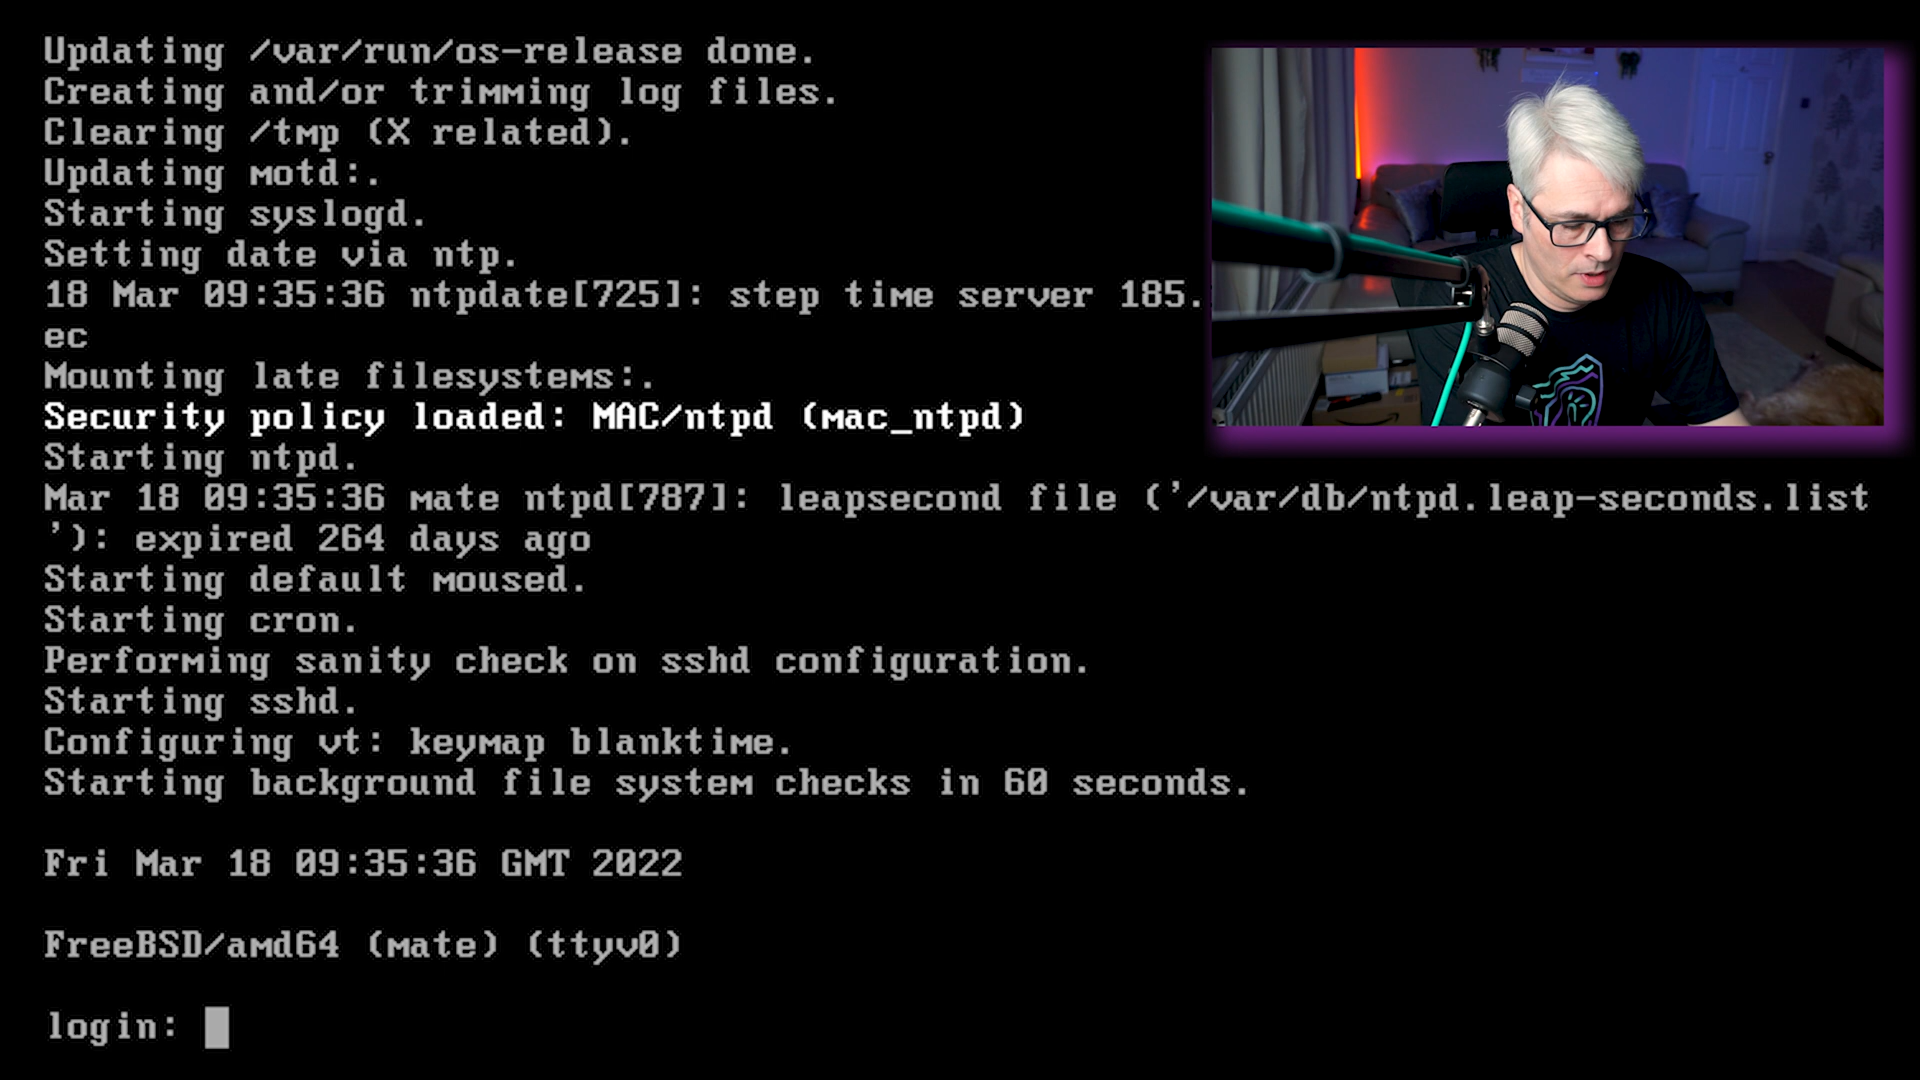 Updating /var/run/os-release done.
Creating and/or trimming log files.
Clearing /tmp (X related).
Updating motd:.
Starting syslogd.
Setting date via ntp.
18 Mar 09:35:36 ntpdate[725]: step time server 185.
ec
Mounting late filesystems:.
Security policy loaded: MAC/ntpd (mac_ntpd)
Starting ntpd.
Mar 18 09:35:36 mate ntpd[787]: leapsecond file ('/var/db/ntpd.leap-seconds.list
'): expired 264 days ago
Starting default moused.
Starting cron.
Performing sanity check on sshd configuration.
Starting sshd.
Configuring vt: keymap blanktime.
Starting background file system checks in 60 seconds.
Fri Mar 18 09:35:36 GMT 2022
FreeBSD/amd64 (mate) (ttyv0)
login: